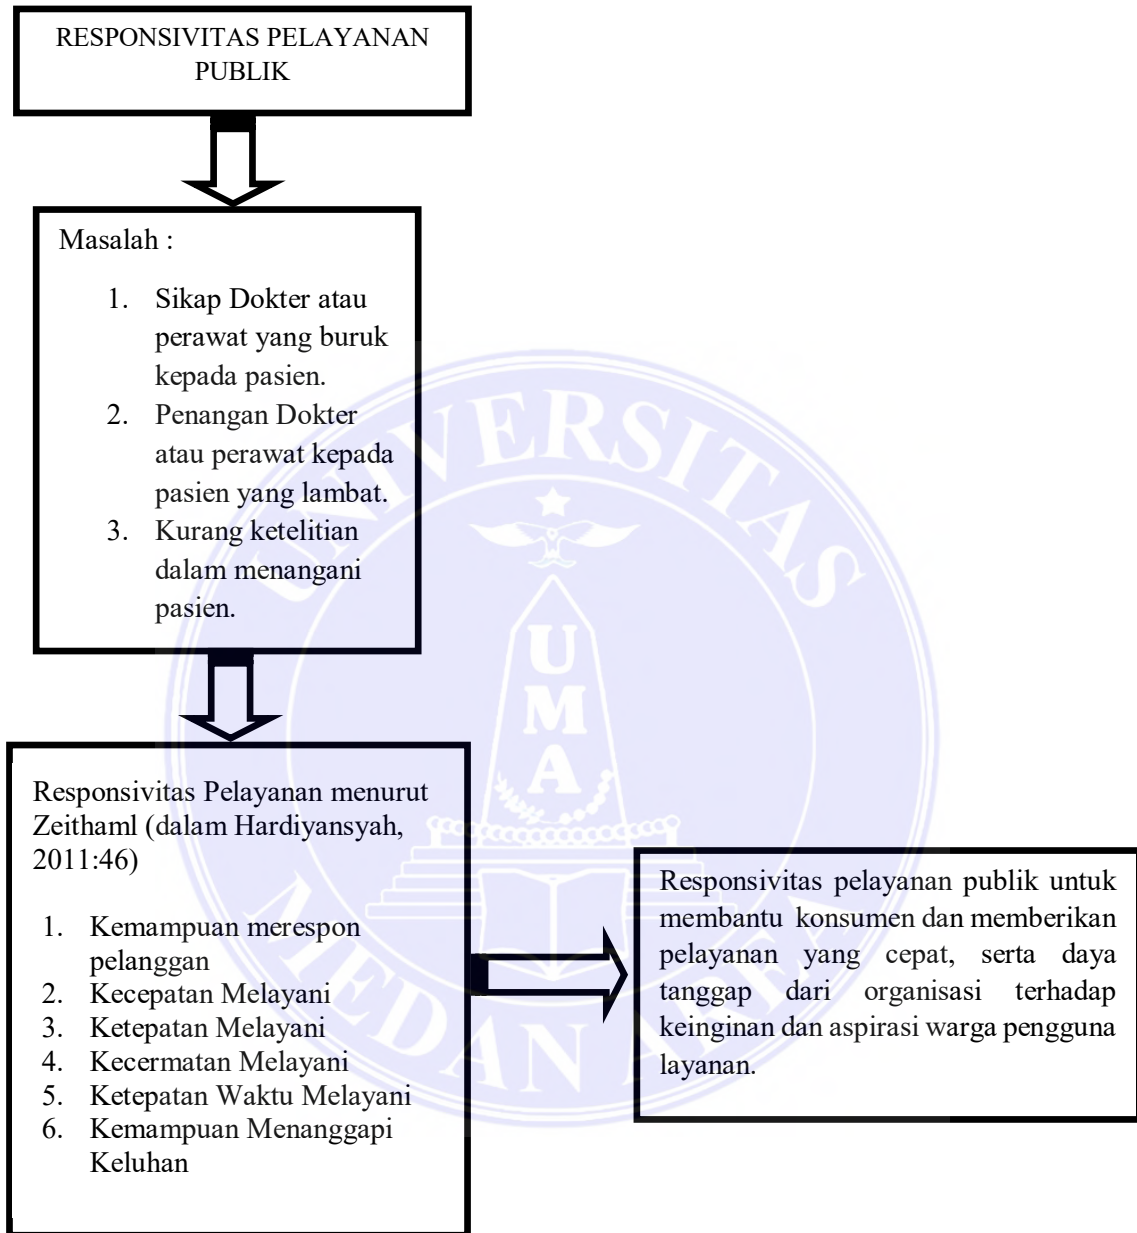 RESPONSIVITAS PELAYANAN
PUBLIK
Masalah :
1. Sikap Dokter atau
perawat yang buruk
kepada pasien.
2. Penangan Dokter
atau perawat kepada
pasien yang lambat.
3. Kurang ketelitian
dalam menangani
pasien.
Responsivitas Pelayanan menurut
Zeithaml (dalam Hardiyansyah,
2011:46)
1. Kemampuan merespon
pelanggan
2. Kecepatan Melayani
3. Ketepatan Melayani
4. Kecermatan Melayani
5. Ketepatan Waktu Melayani
6. Kemampuan Menanggapi
Keluhan
Responsivitas pelayanan publik untuk
membantu konsumen dan memberikan
pelayanan yang cepat, serta daya
tanggap dari organisasi terhadap
keinginan dan aspirasi warga pengguna
layanan.
UNIVERSITAS
UMA
MEDAN AREA